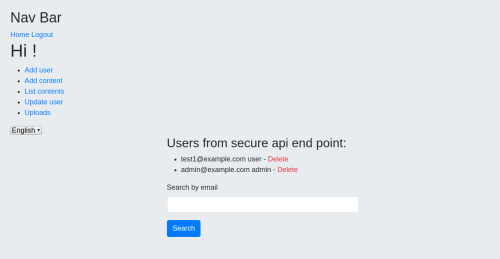 Nav Bar
Home Logout
Hi !
Add user
Add content
List contents
Update user
Uploads
English
Users from secure api end point:
test1@example.com user - Delete
admin@example.com admin - Delete
Search by email
Search